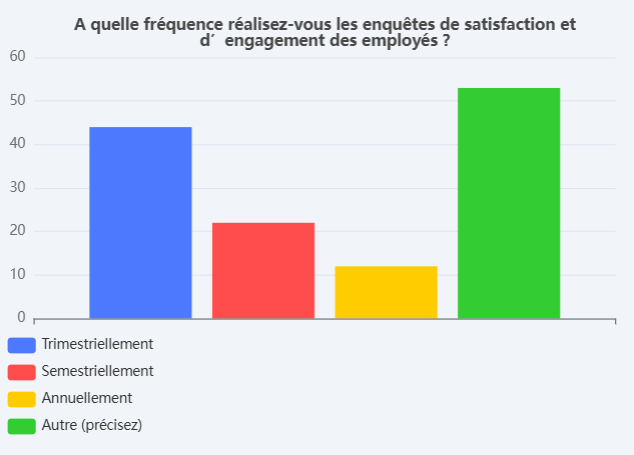 A quelle fréquence réalisez-vous les enquêtes de satisfaction et
d´ engagement des employés ?
60
50
40
30
20
10
0
Trimestriellement
Semestriellement
Annuellement
Autre (précisez)